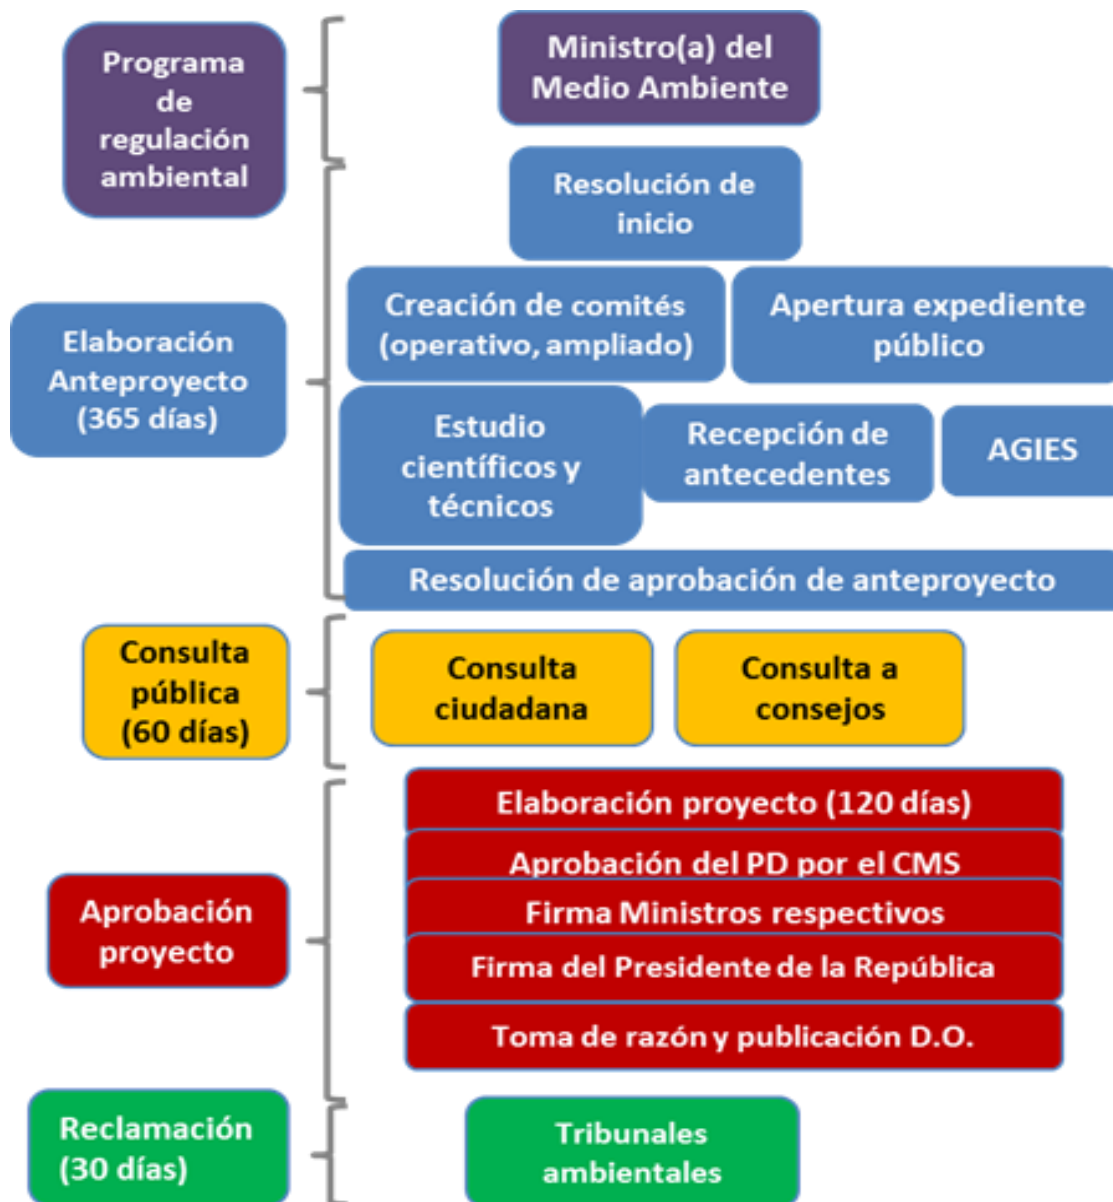 Programa
de
regulación
ambiental
Ministro(a) del
Medio Ambiente
Elaboración
Anteproyecto
(365 días)
Resolución de
inicio
Creación de comités
(operativo, ampliado)
Apertura expediente
público
Estudio
científicos y
técnicos
Recepción de
antecedentes
AGIES
Resolución de aprobación de anteproyecto
Consulta
pública
(60 días)
Consulta
ciudadana
Consulta a
consejos
Aprobación
proyecto
Elaboración proyecto (120 días)
Aprobación del PD por el CMS
Firma Ministros respectivos
Firma del Presidente de la República
Toma de razón y publicación D.O.
Reclamación
(30 días)
Tribunales
ambientales